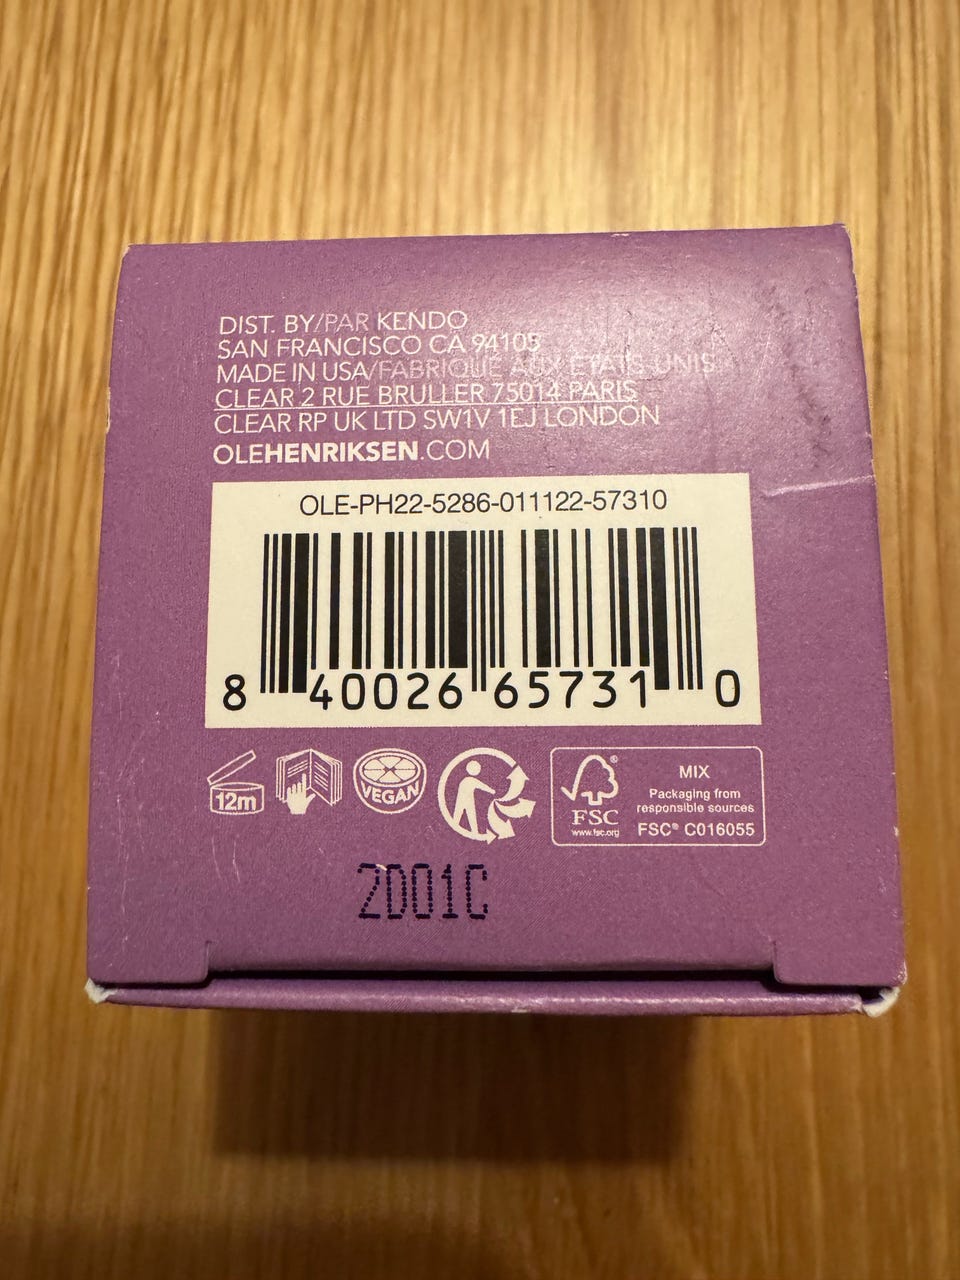 DIST. BY/PAR KENDO
SAN FRANCISCO CA 94105
MADE IN USA/FABRIQUÉ AUX ÉTATS-UNIS
CLEAR 2 RUE BRULLER 75014 PARIS
CLEAR RP UK LTD SW1V 1EJ LONDON
OLEHENRIKSEN.COM
OLE-PH22-5286-011122-57310
8 40026 65731 0
12m
VEGAN
FSC®
www.fsc.org
MIX
Packaging from
responsible sources
FSC® C016055
2D01C